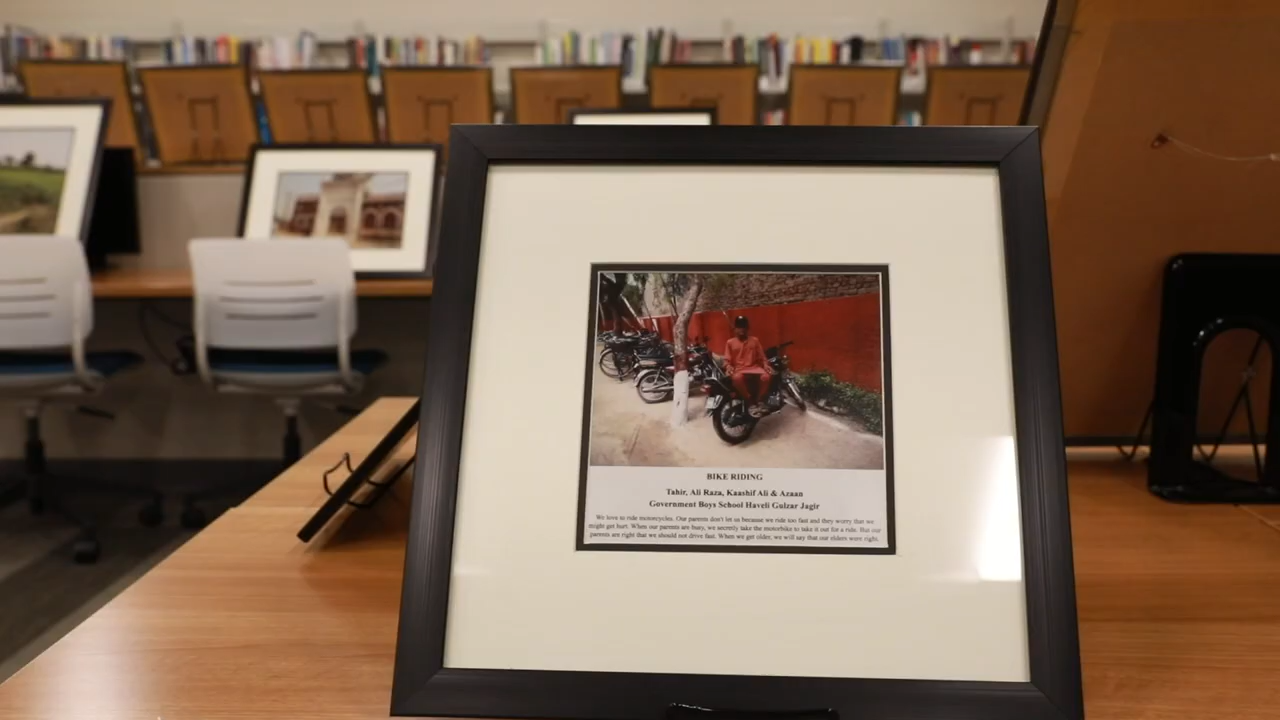 BIKE RIDING
Tahir, Ali Raza, Kaashif Ali & Azaan
Government Boys School Haveli Gulzar Jagir
We love to ride motorcycles. Our parents don't let us because we ride too fast and they worry that we
might get hurt. When our parents are busy, we secretly take the motorbike to take it out for a ride. But our
parents are right that we should not drive fast. When we get older, we will say that our elders were right.